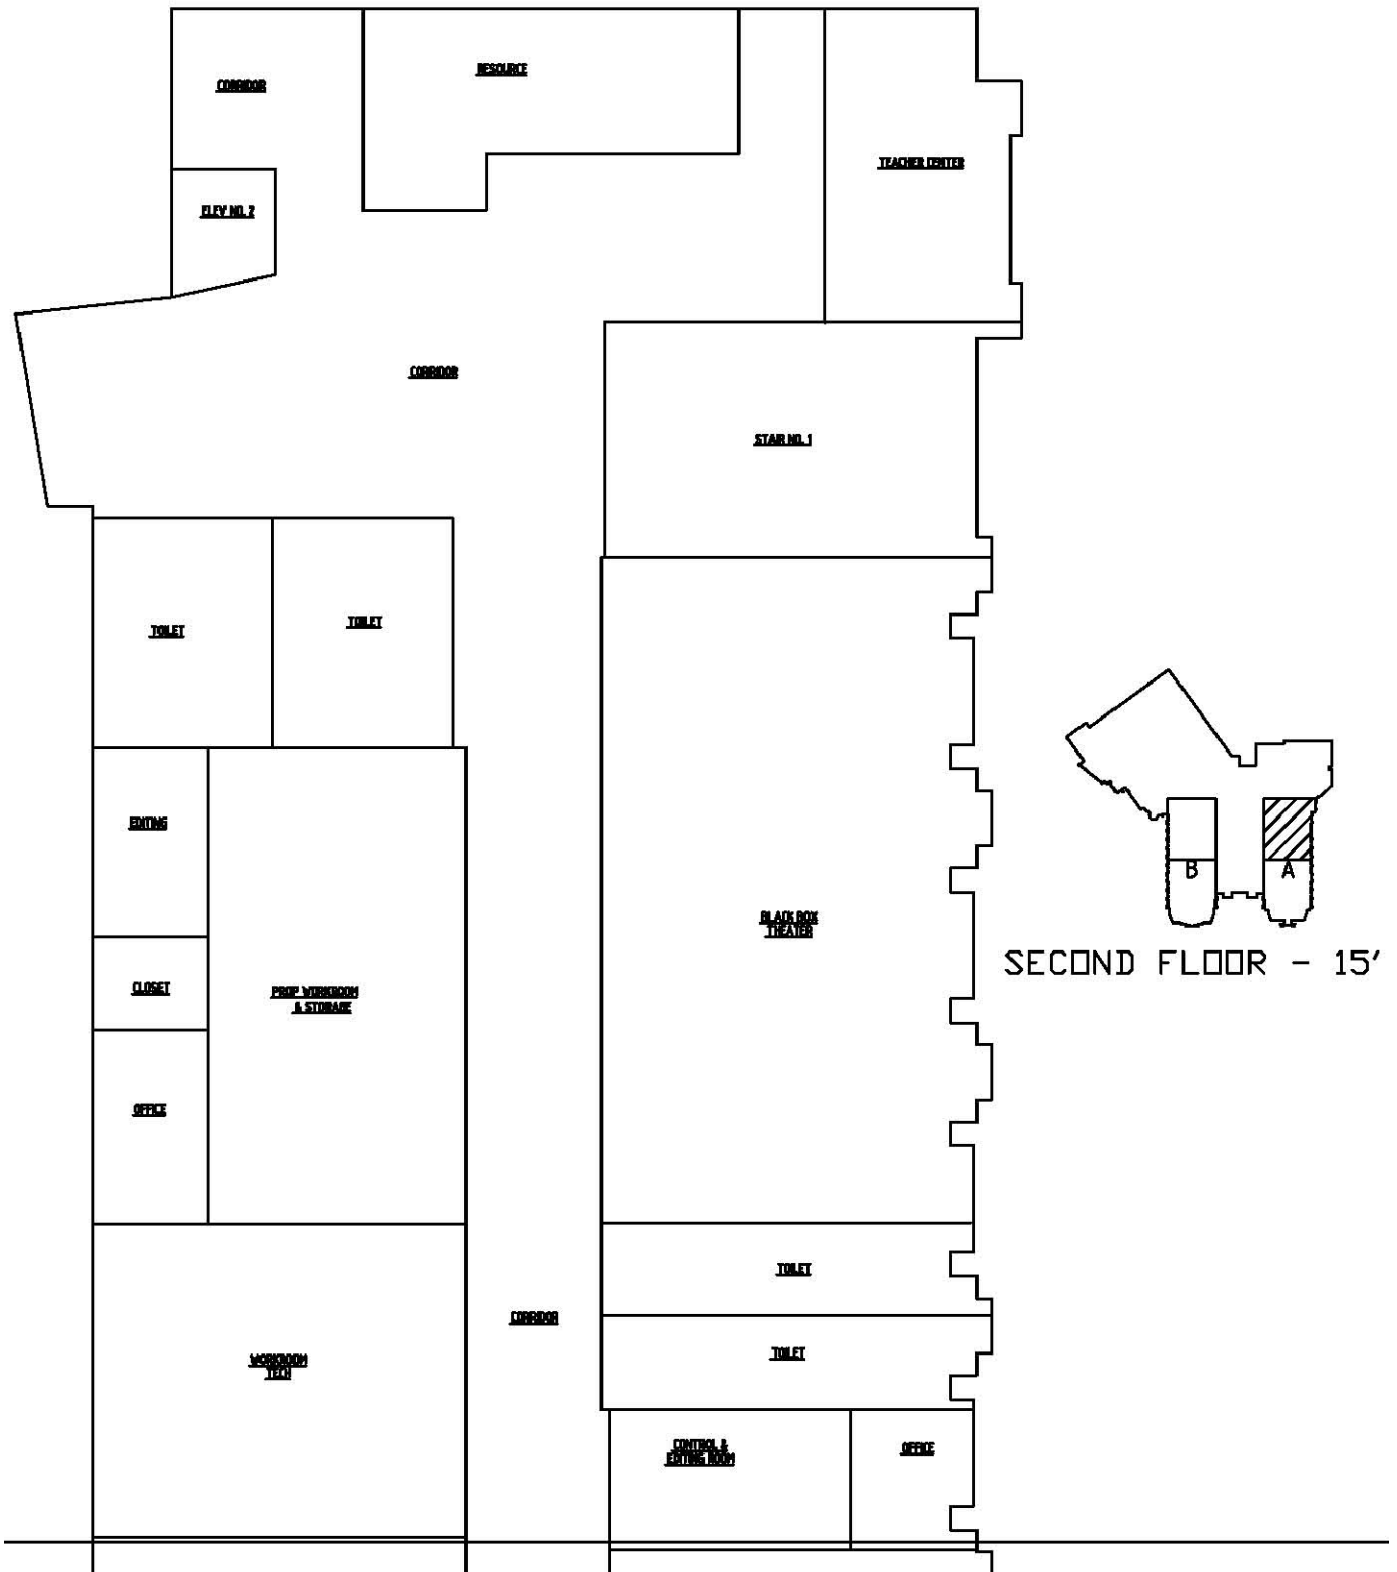 RESOURCE
CORRIDOR
TEACHER CENTER
ELEV NO. 2
CORRIDOR
STAIR NO. 1
TOILET
TOILET
EDITING
BLACK BOX
THEATER
B
A
SECOND FLOOR - 15'
CLOSET
PROP WORKROOM
& STORAGE
OFFICE
TOILET
CORRIDOR
WORKROOM
TECH
TOILET
CONTROL &
EDITING ROOM
OFFICE